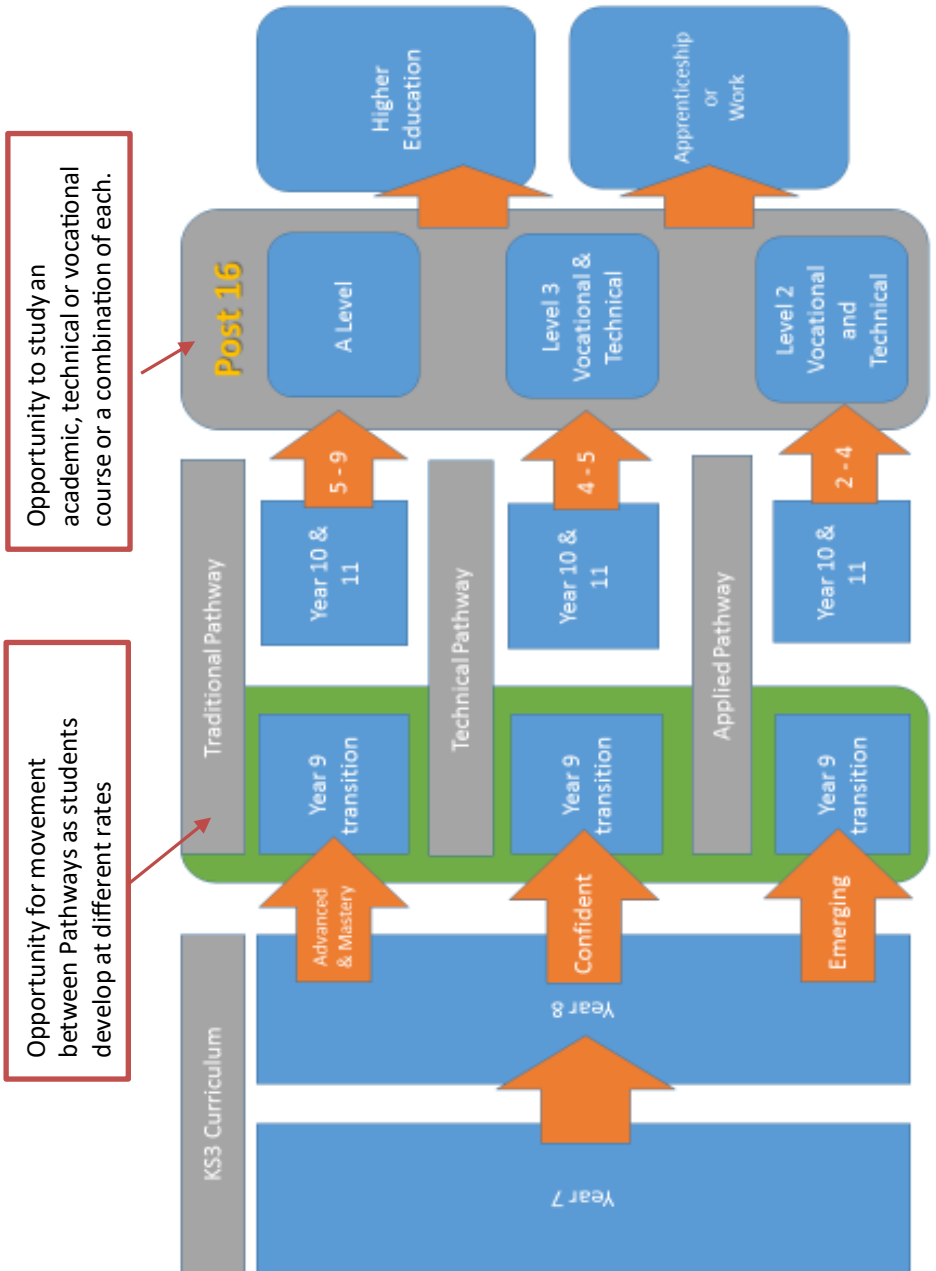 Opportunity for movement
between Pathways as students
develop at different rates
Opportunity to study an
academic, technical or vocational
course or a combination of each.
KS3 Curriculum
Year 7
Year 8
Advanced
& Mastery
Confident
Emerging
Traditional Pathway
Year 9
transition
Year 10 &
11
5 - 9
Technical Pathway
Year 9
transition
Year 10 &
11
4 - 5
Applied Pathway
Year 9
transition
Year 10 &
11
2 - 4
Post 16
A Level
Level 3
Vocational &
Technical
Level 2
Vocational
and
Technical
Higher
Education
Apprenticeship
or
Work